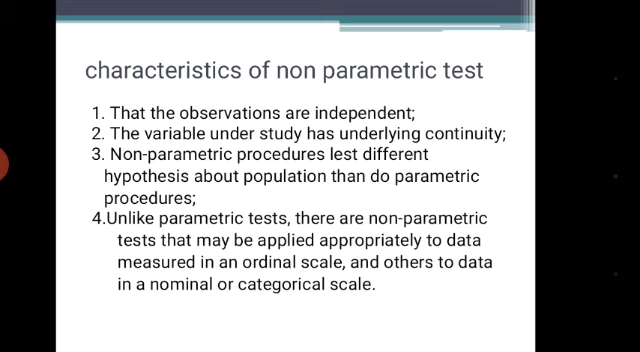 characteristics of non parametric test
1. That the observations are independent;
2. The variable under study has underlying continuity;
3. Non-parametric procedures lest different
hypothesis about population than do parametric
procedures;
4.Unlike parametric tests, there are non-parametric
tests that may be applied appropriately to data
measured in an ordinal scale, and others to data
in a nominal or categorical scale.